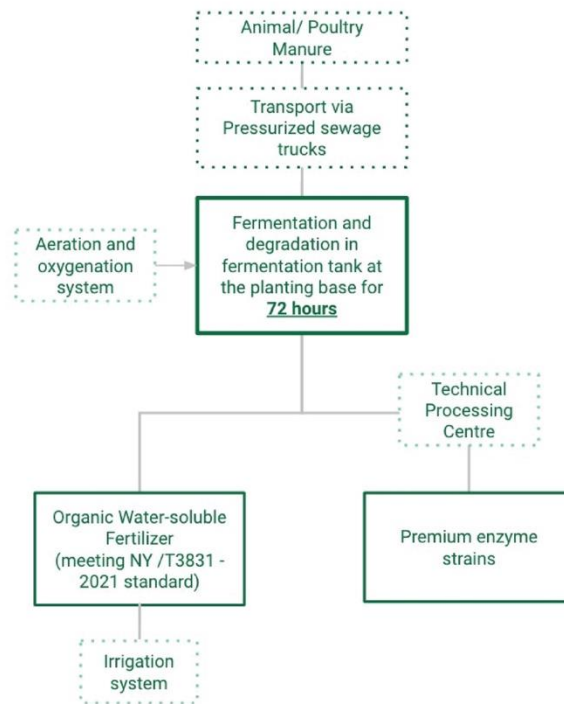 Animal/ Poultry
Manure
Transport via
Pressurized sewage
trucks
Fermentation and
degradation in
fermentation tank at
the planting base for
72 hours
Aeration and
oxygenation
system
Technical
Processing
Centre
Organic Water-soluble
Fertilizer
(meeting NY /T3831 -
2021 standard)
Premium enzyme
strains
Irrigation
system